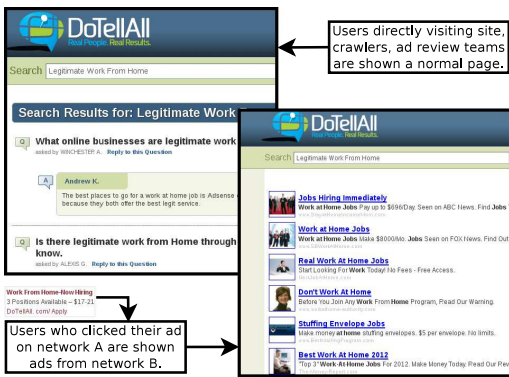 DoTellAll
Real People. Real Results.
Search Legitimate Work From Home
Search Results for: Legitimate Work
Q What online businesses are legitimate work
asked by WINCHESTER A. Reply to this Question
A Andrew K.
The best places to go for a work at home job is Adsense
because they both offer the best legit service.
Q Is there legitimate work from Home through
know.
asked by ALEXIS G. Reply to this Question
Users directly visiting site,
crawlers, ad review teams
are shown a normal page.
DoTellAll
Real People. Real Results.
Search Legitimate Work From Home
Jobs Hiring Immediately
Work at Home Jobs Pay up to $896/Day. Seen on ABC News. Find Jobs
Work at Home Jobs
Work at Home Jobs Make $8000/Mo. Jobs Seen on FOX News. Find Out
Real Work At Home Jobs
Start Looking For Work Today! No Fees - Free Access.
Don't Work At Home
Before You Join Any Work From Home Program, Read Our Warning.
Stuffing Envelope Jobs
Make money at home stuffing envelopes. $5 per envelope. No limits.
Best Work At Home 2012
"Top 3" Work-At-Home Jobs For 2012. Make Money Today. Read Our Rev
Work From Home-Now Hiring
3 Positions Available – $17-21
DoTellAll.com/Apply
Users who clicked their ad
on network A are shown
ads from network B.